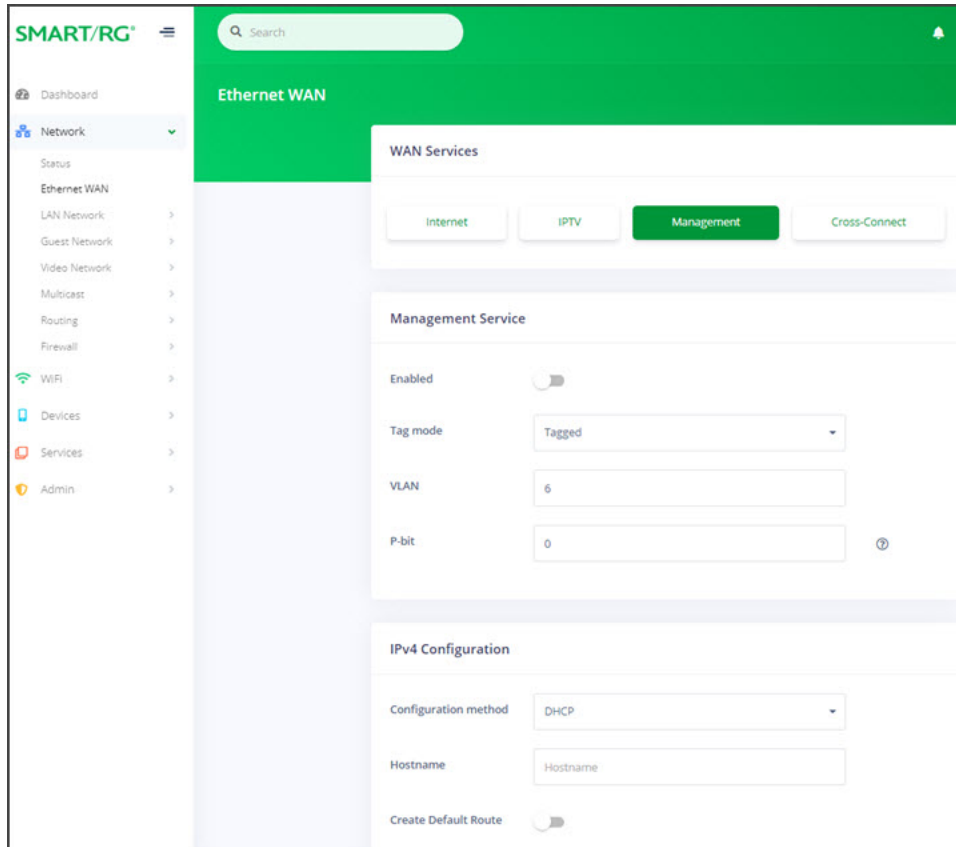 SMART/RG®
Search
Dashboard
Ethernet WAN
Network
Status
Ethernet WAN
LAN Network
Guest Network
Video Network
Multicast
Routing
Firewall
WiFi
Devices
Services
Admin
WAN Services
Internet IPTV Management Cross-Connect
Management Service
Enabled
Tag mode Tagged
VLAN 6
P-bit 0
IPv4 Configuration
Configuration method DHCP
Hostname Hostname
Create Default Route